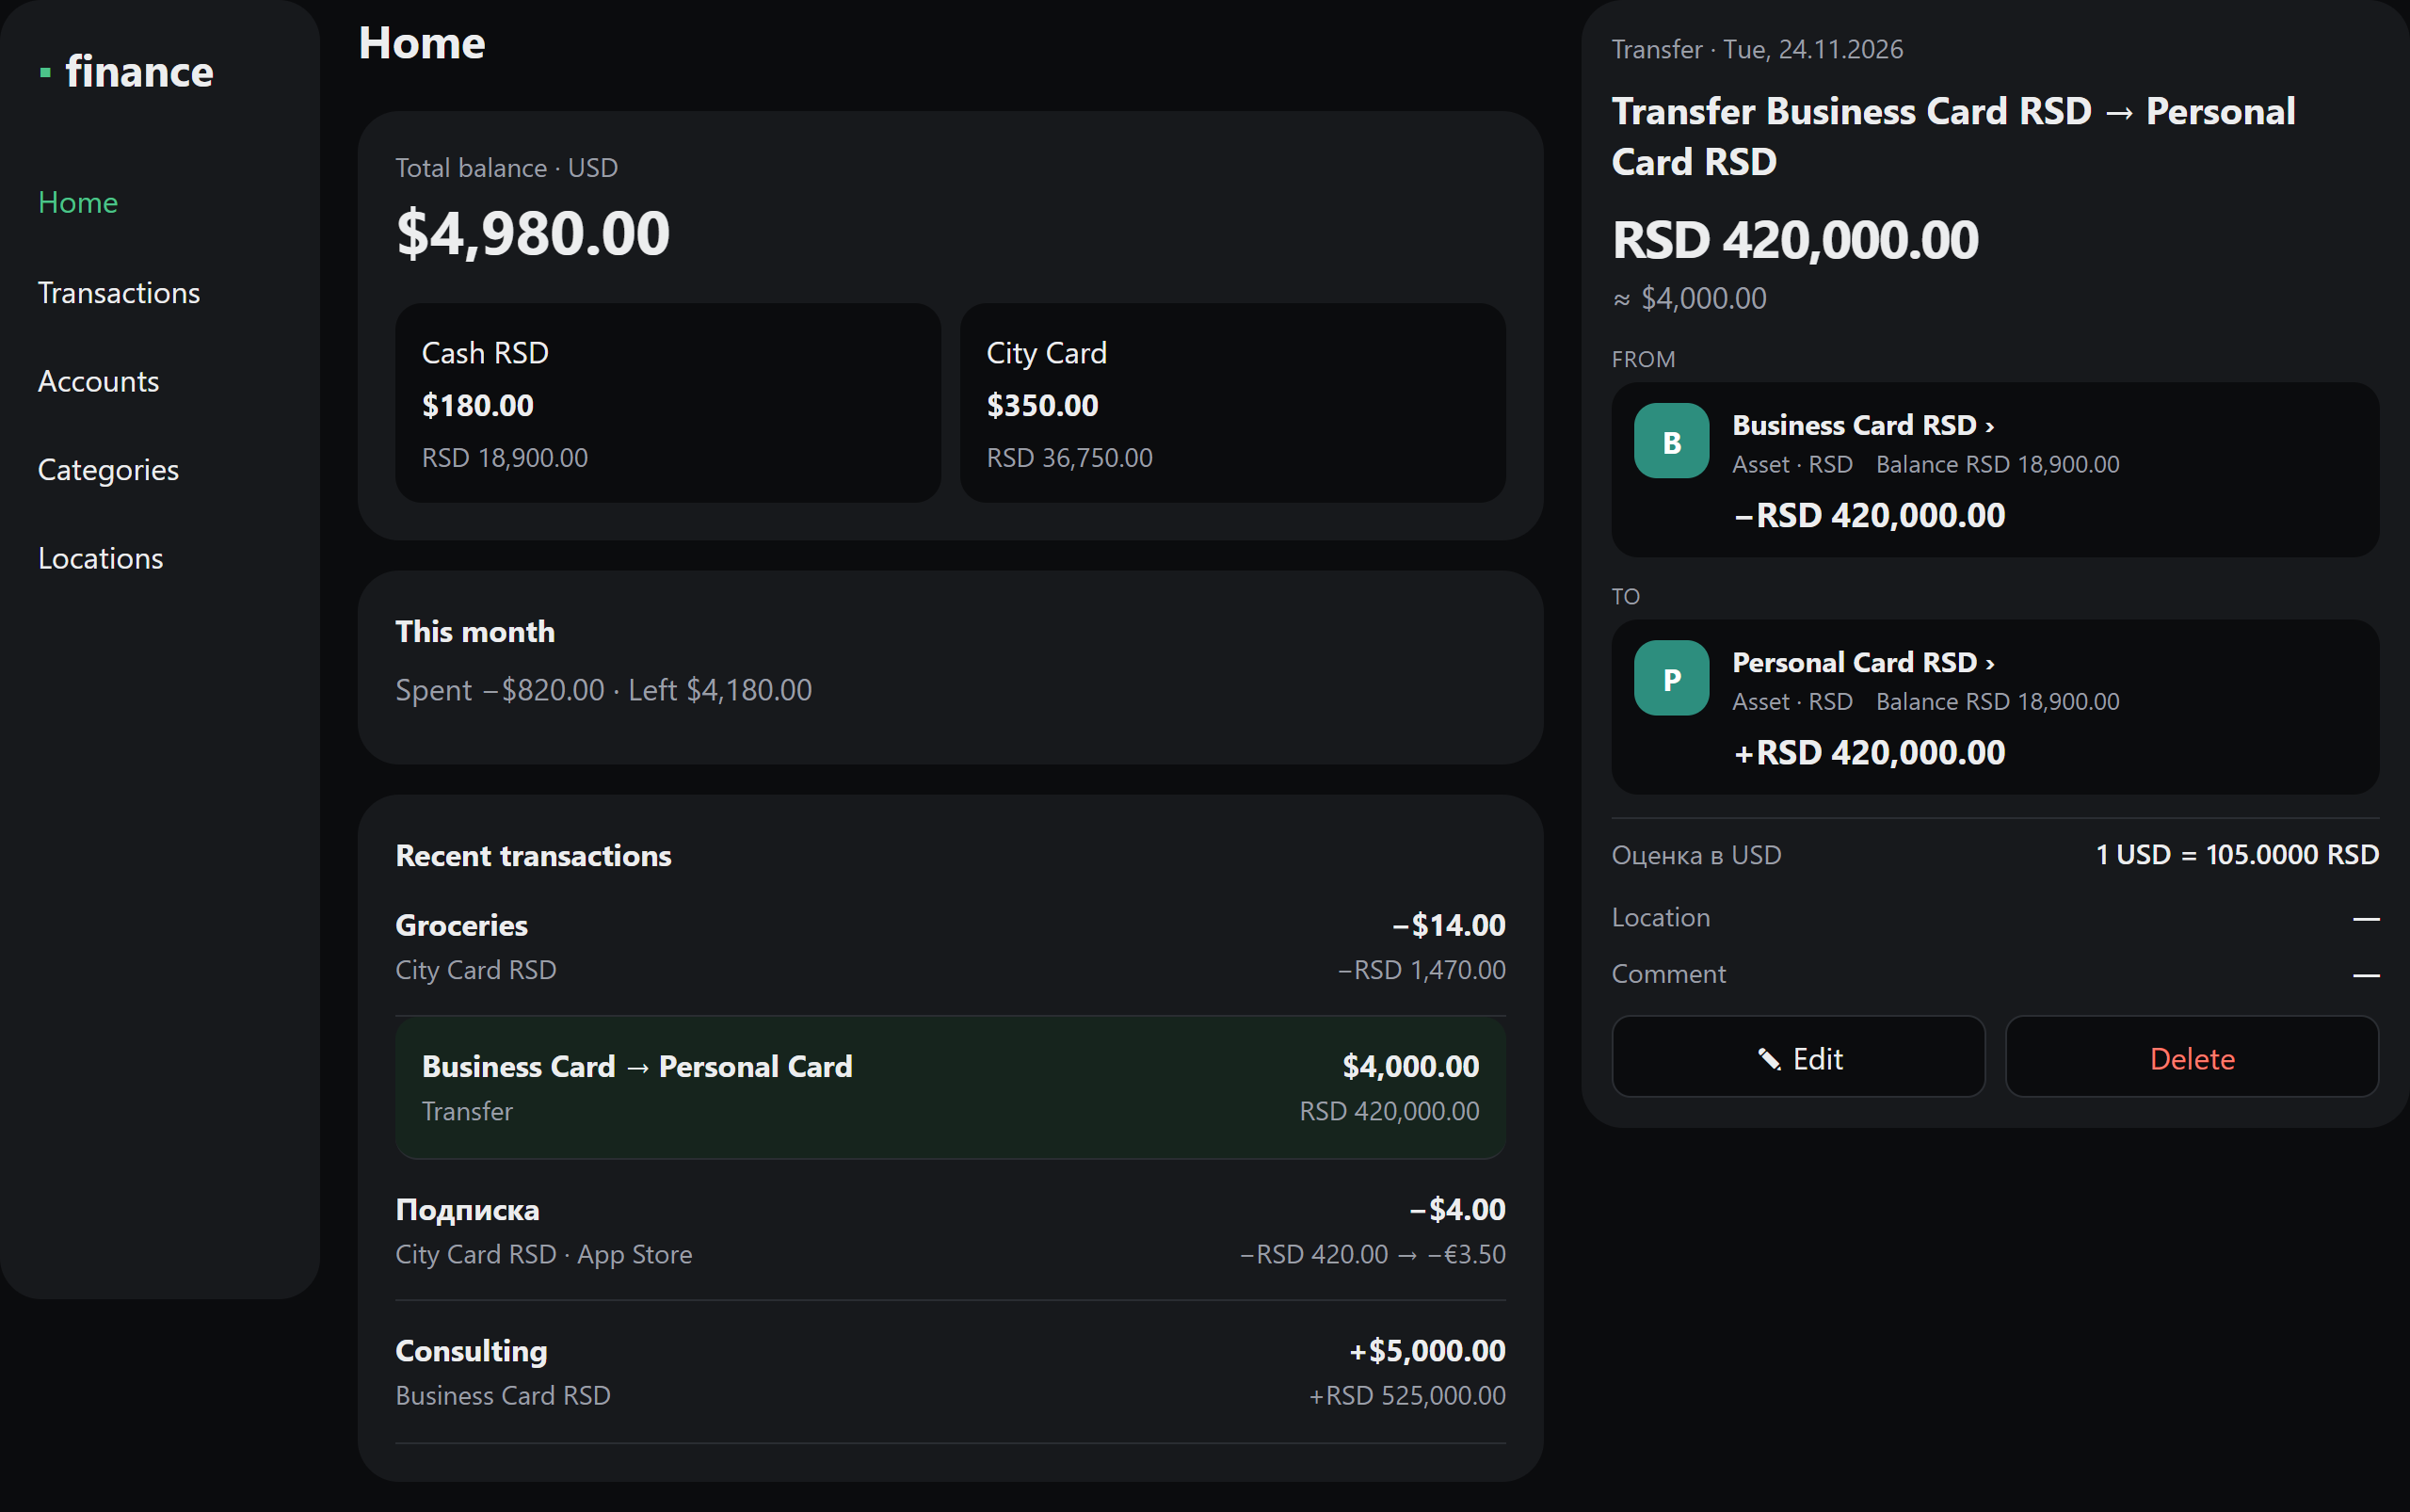 finance
Home
Transactions
Accounts
Categories
Locations
Home
Total balance · USD
$4,980.00
Cash RSD
$180.00
RSD 18,900.00
City Card
$350.00
RSD 36,750.00
This month
Spent −$820.00 · Left $4,180.00
Recent transactions
Groceries −$14.00
City Card RSD −RSD 1,470.00
Business Card → Personal Card $4,000.00
Transfer RSD 420,000.00
Подписка −$4.00
City Card RSD · App Store −RSD 420.00 → −€3.50
Consulting +$5,000.00
Business Card RSD +RSD 525,000.00
Transfer · Tue, 24.11.2026
Transfer Business Card RSD → Personal
Card RSD
RSD 420,000.00
≈ $4,000.00
FROM
B
Business Card RSD ›
Asset · RSD Balance RSD 18,900.00
−RSD 420,000.00
TO
P
Personal Card RSD ›
Asset · RSD Balance RSD 18,900.00
+RSD 420,000.00
Оценка в USD 1 USD = 105.0000 RSD
Location —
Comment —
✏ Edit Delete